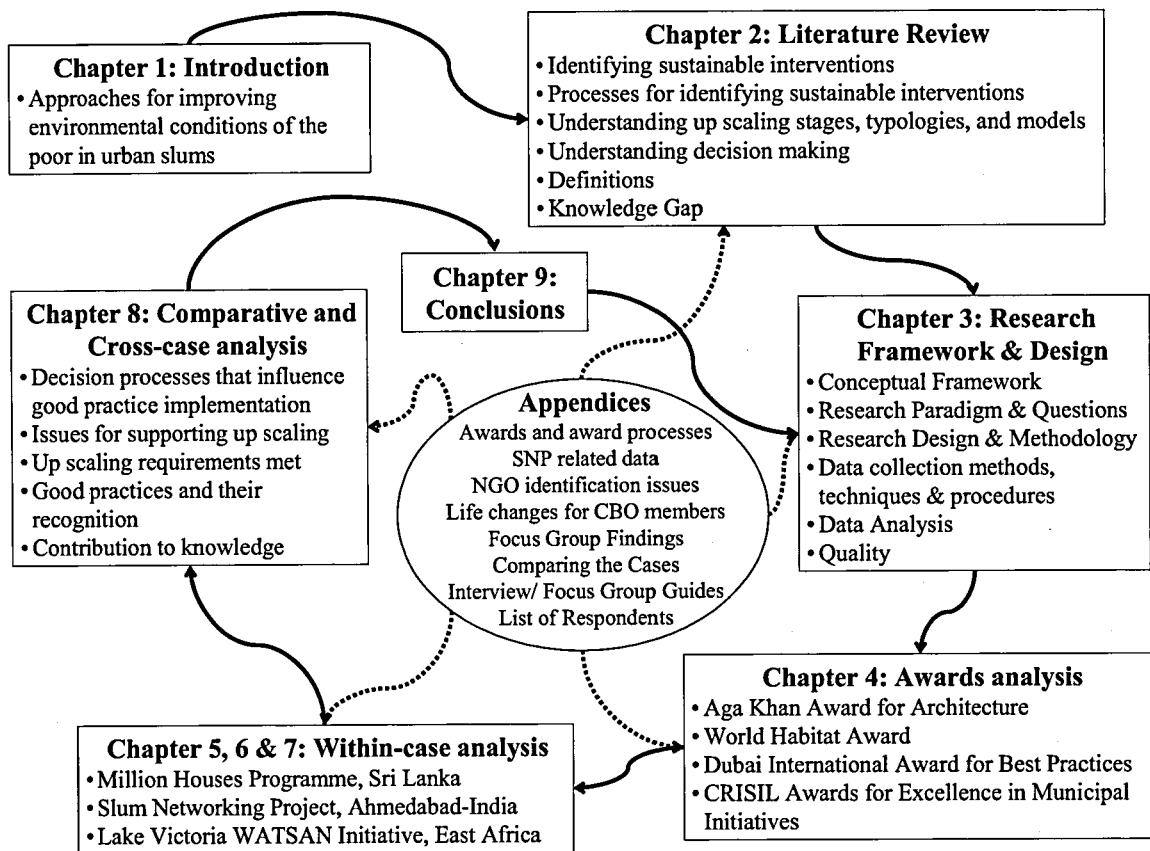 Chapter 1: Introduction
• Approaches for improving
environmental conditions of the
poor in urban slums
Chapter 2: Literature Review
• Identifying sustainable interventions
• Processes for identifying sustainable interventions
• Understanding up scaling stages, typologies, and models
• Understanding decision making
• Definitions
• Knowledge Gap
Chapter 3: Research
Framework & Design
• Conceptual Framework
• Research Paradigm & Questions
• Research Design & Methodology
• Data collection methods,
techniques & procedures
• Data Analysis
• Quality
Chapter 4: Awards analysis
• Aga Khan Award for Architecture
• World Habitat Award
• Dubai International Award for Best Practices
• CRISIL Awards for Excellence in Municipal
Initiatives
Chapter 5, 6 & 7: Within-case analysis
• Million Houses Programme, Sri Lanka
• Slum Networking Project, Ahmedabad-India
• Lake Victoria WATSAN Initiative, East Africa
Chapter 8: Comparative and
Cross-case analysis
• Decision processes that influence
good practice implementation
• Issues for supporting up scaling
• Up scaling requirements met
• Good practices and their
recognition
• Contribution to knowledge
Chapter 9:
Conclusions
Appendices
Awards and award processes
SNP related data
NGO identification issues
Life changes for CBO members
Focus Group Findings
Comparing the Cases
Interview/ Focus Group Guides
List of Respondents